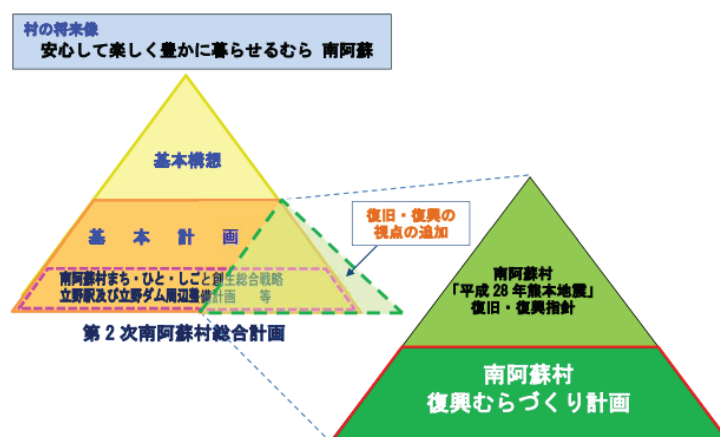 村の将来像
安心して楽しく豊かに暮らせるむら 南阿蘇
基本構想
基本計画
南阿蘇村まち・ひと・しごと創生総合戦略
立野駅及び立野ダム周辺整備計画 等
第2次南阿蘇村総合計画
復旧・復興の
視点の追加
南阿蘇村
「平成28年熊本地震」
復旧・復興指針
南阿蘇村
復興むらづくり計画